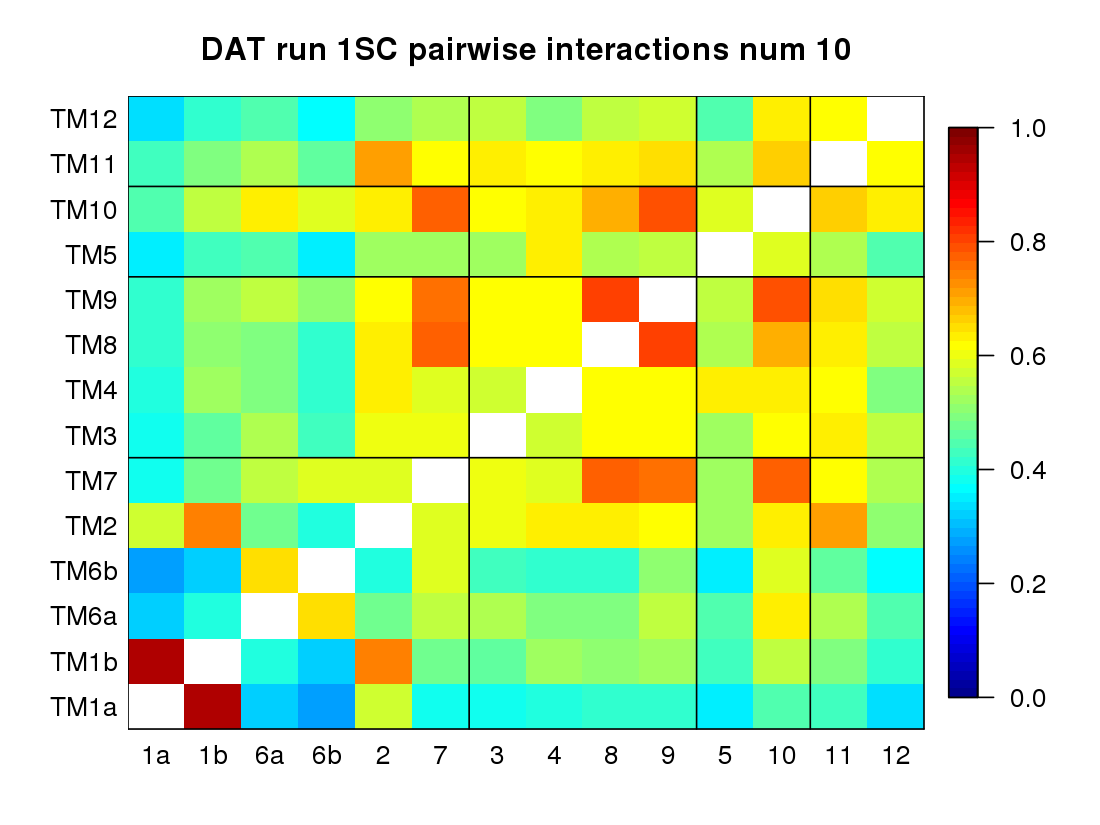 DAT run 1SC pairwise interactions num 10
TM12
TM11
TM10
TM5
TM9
TM8
TM4
TM3
TM7
TM2
TM6b
TM6a
TM1b
TM1a
1a 1b 6a 6b 2 7 3 4 8 9 5 10 11 12
1.0
0.8
0.6
0.4
0.2
0.0